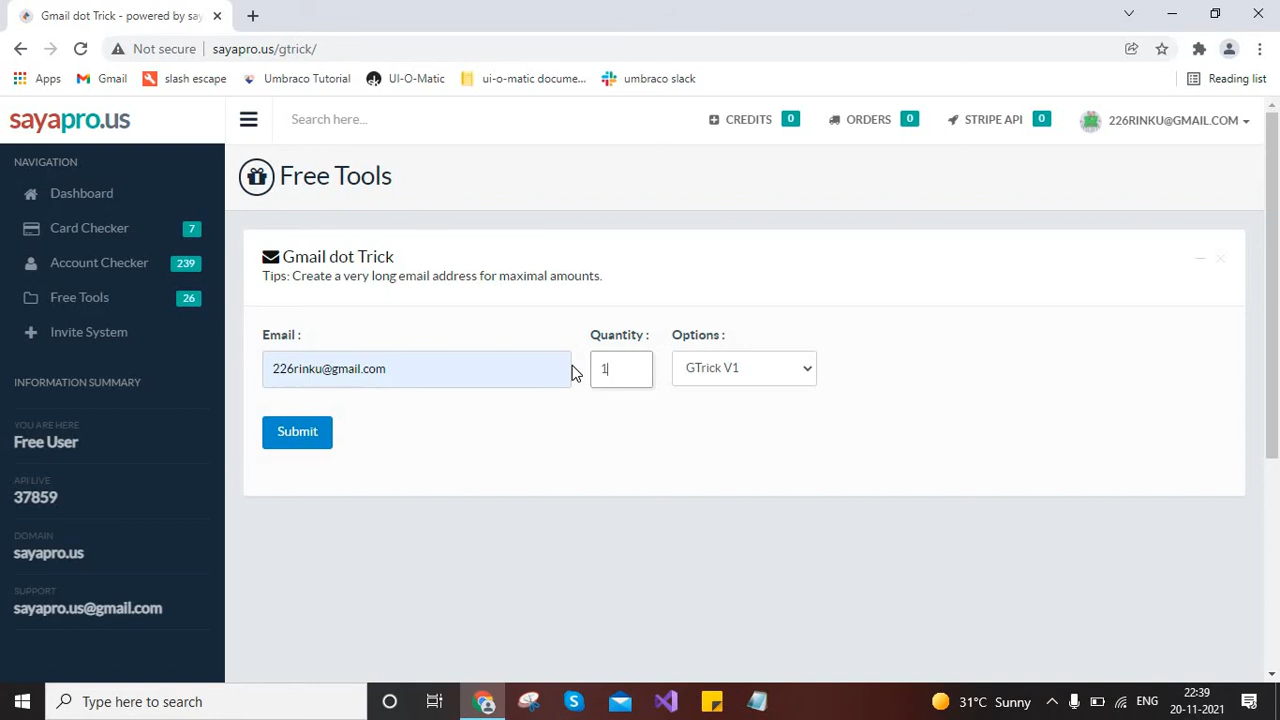 Gmail dot Trick - powered by say
Not secure sayapro.us/gtrick/
Apps Gmail slash escape Umbraco Tutorial UI-O-Matic ui-o-matic docume... umbraco slack Reading list
sayapro.us
Search here...
CREDITS 0 ORDERS 0 STRIPE API 0 226RINKU@GMAIL.COM
NAVIGATION
Dashboard
Card Checker 7
Account Checker 239
Free Tools 26
Invite System
INFORMATION SUMMARY
YOU ARE HERE
Free User
API LIVE
37859
DOMAIN
sayapro.us
SUPPORT
sayapro.us@gmail.com
Free Tools
Gmail dot Trick
Tips: Create a very long email address for maximal amounts.
Email : Quantity : Options :
226rinku@gmail.com 1 GTrick V1
Submit
Type here to search
31°C Sunny ENG 22:39
20-11-2021